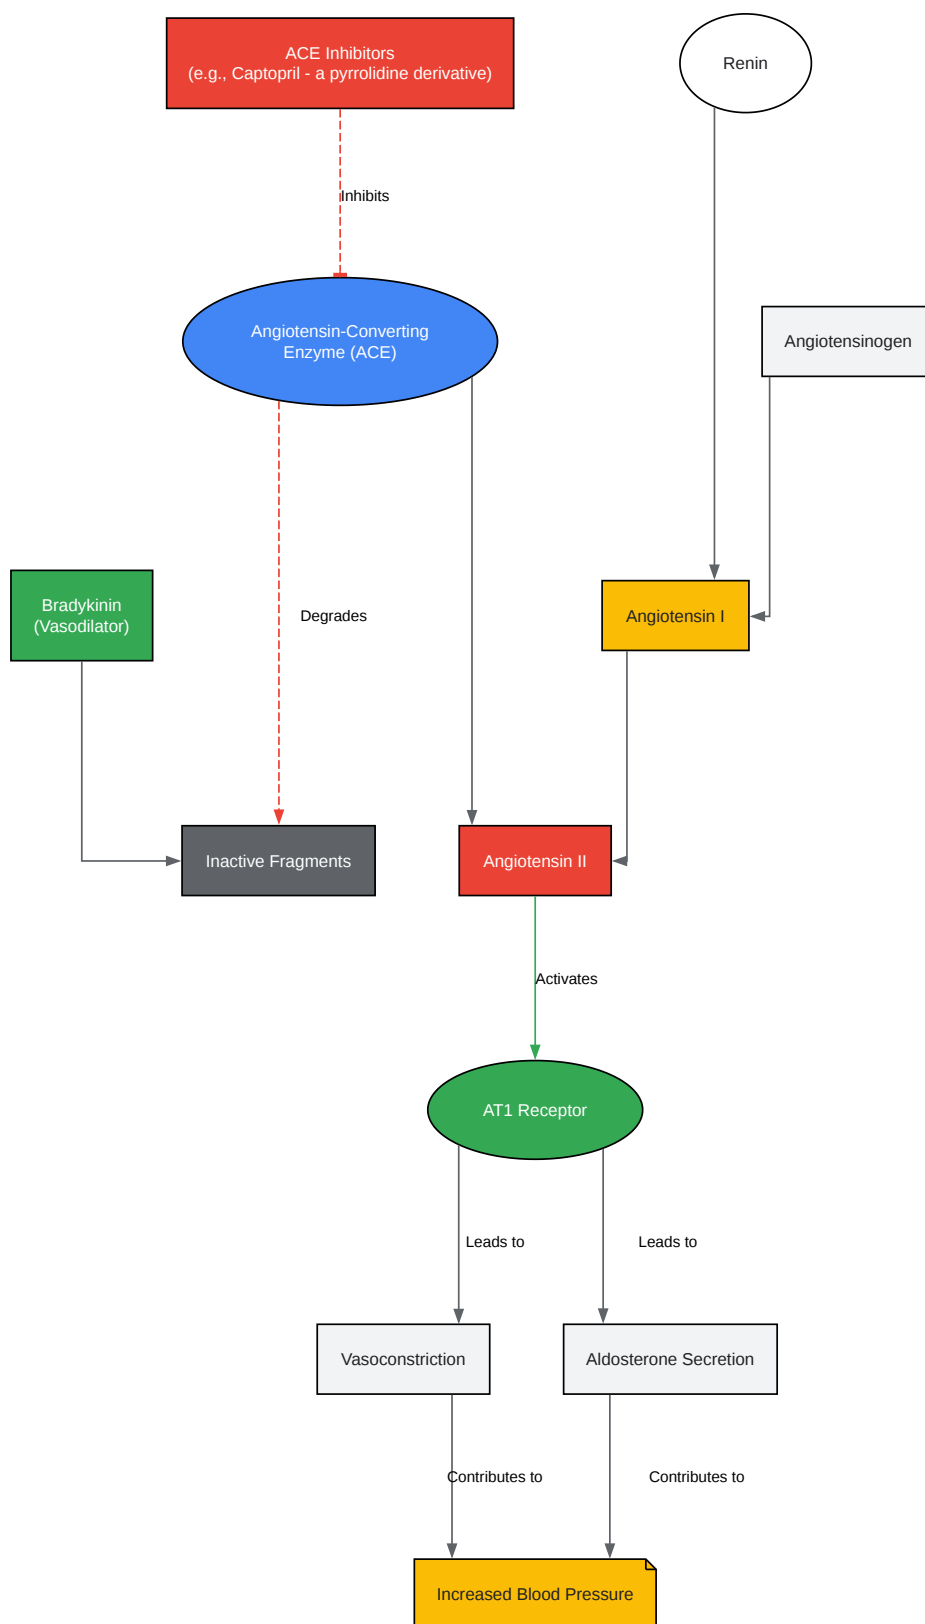 ACE Inhibitors
(e.g., Captopril - a pyrrolidine derivative)
Renin
Inhibits
Angiotensin-Converting
Enzyme (ACE)
Angiotensinogen
Bradykinin
(Vasodilator)
Degrades
Angiotensin I
Inactive Fragments
Angiotensin II
Activates
AT1 Receptor
Leads to
Leads to
Vasoconstriction
Aldosterone Secretion
Contributes to
Contributes to
Increased Blood Pressure